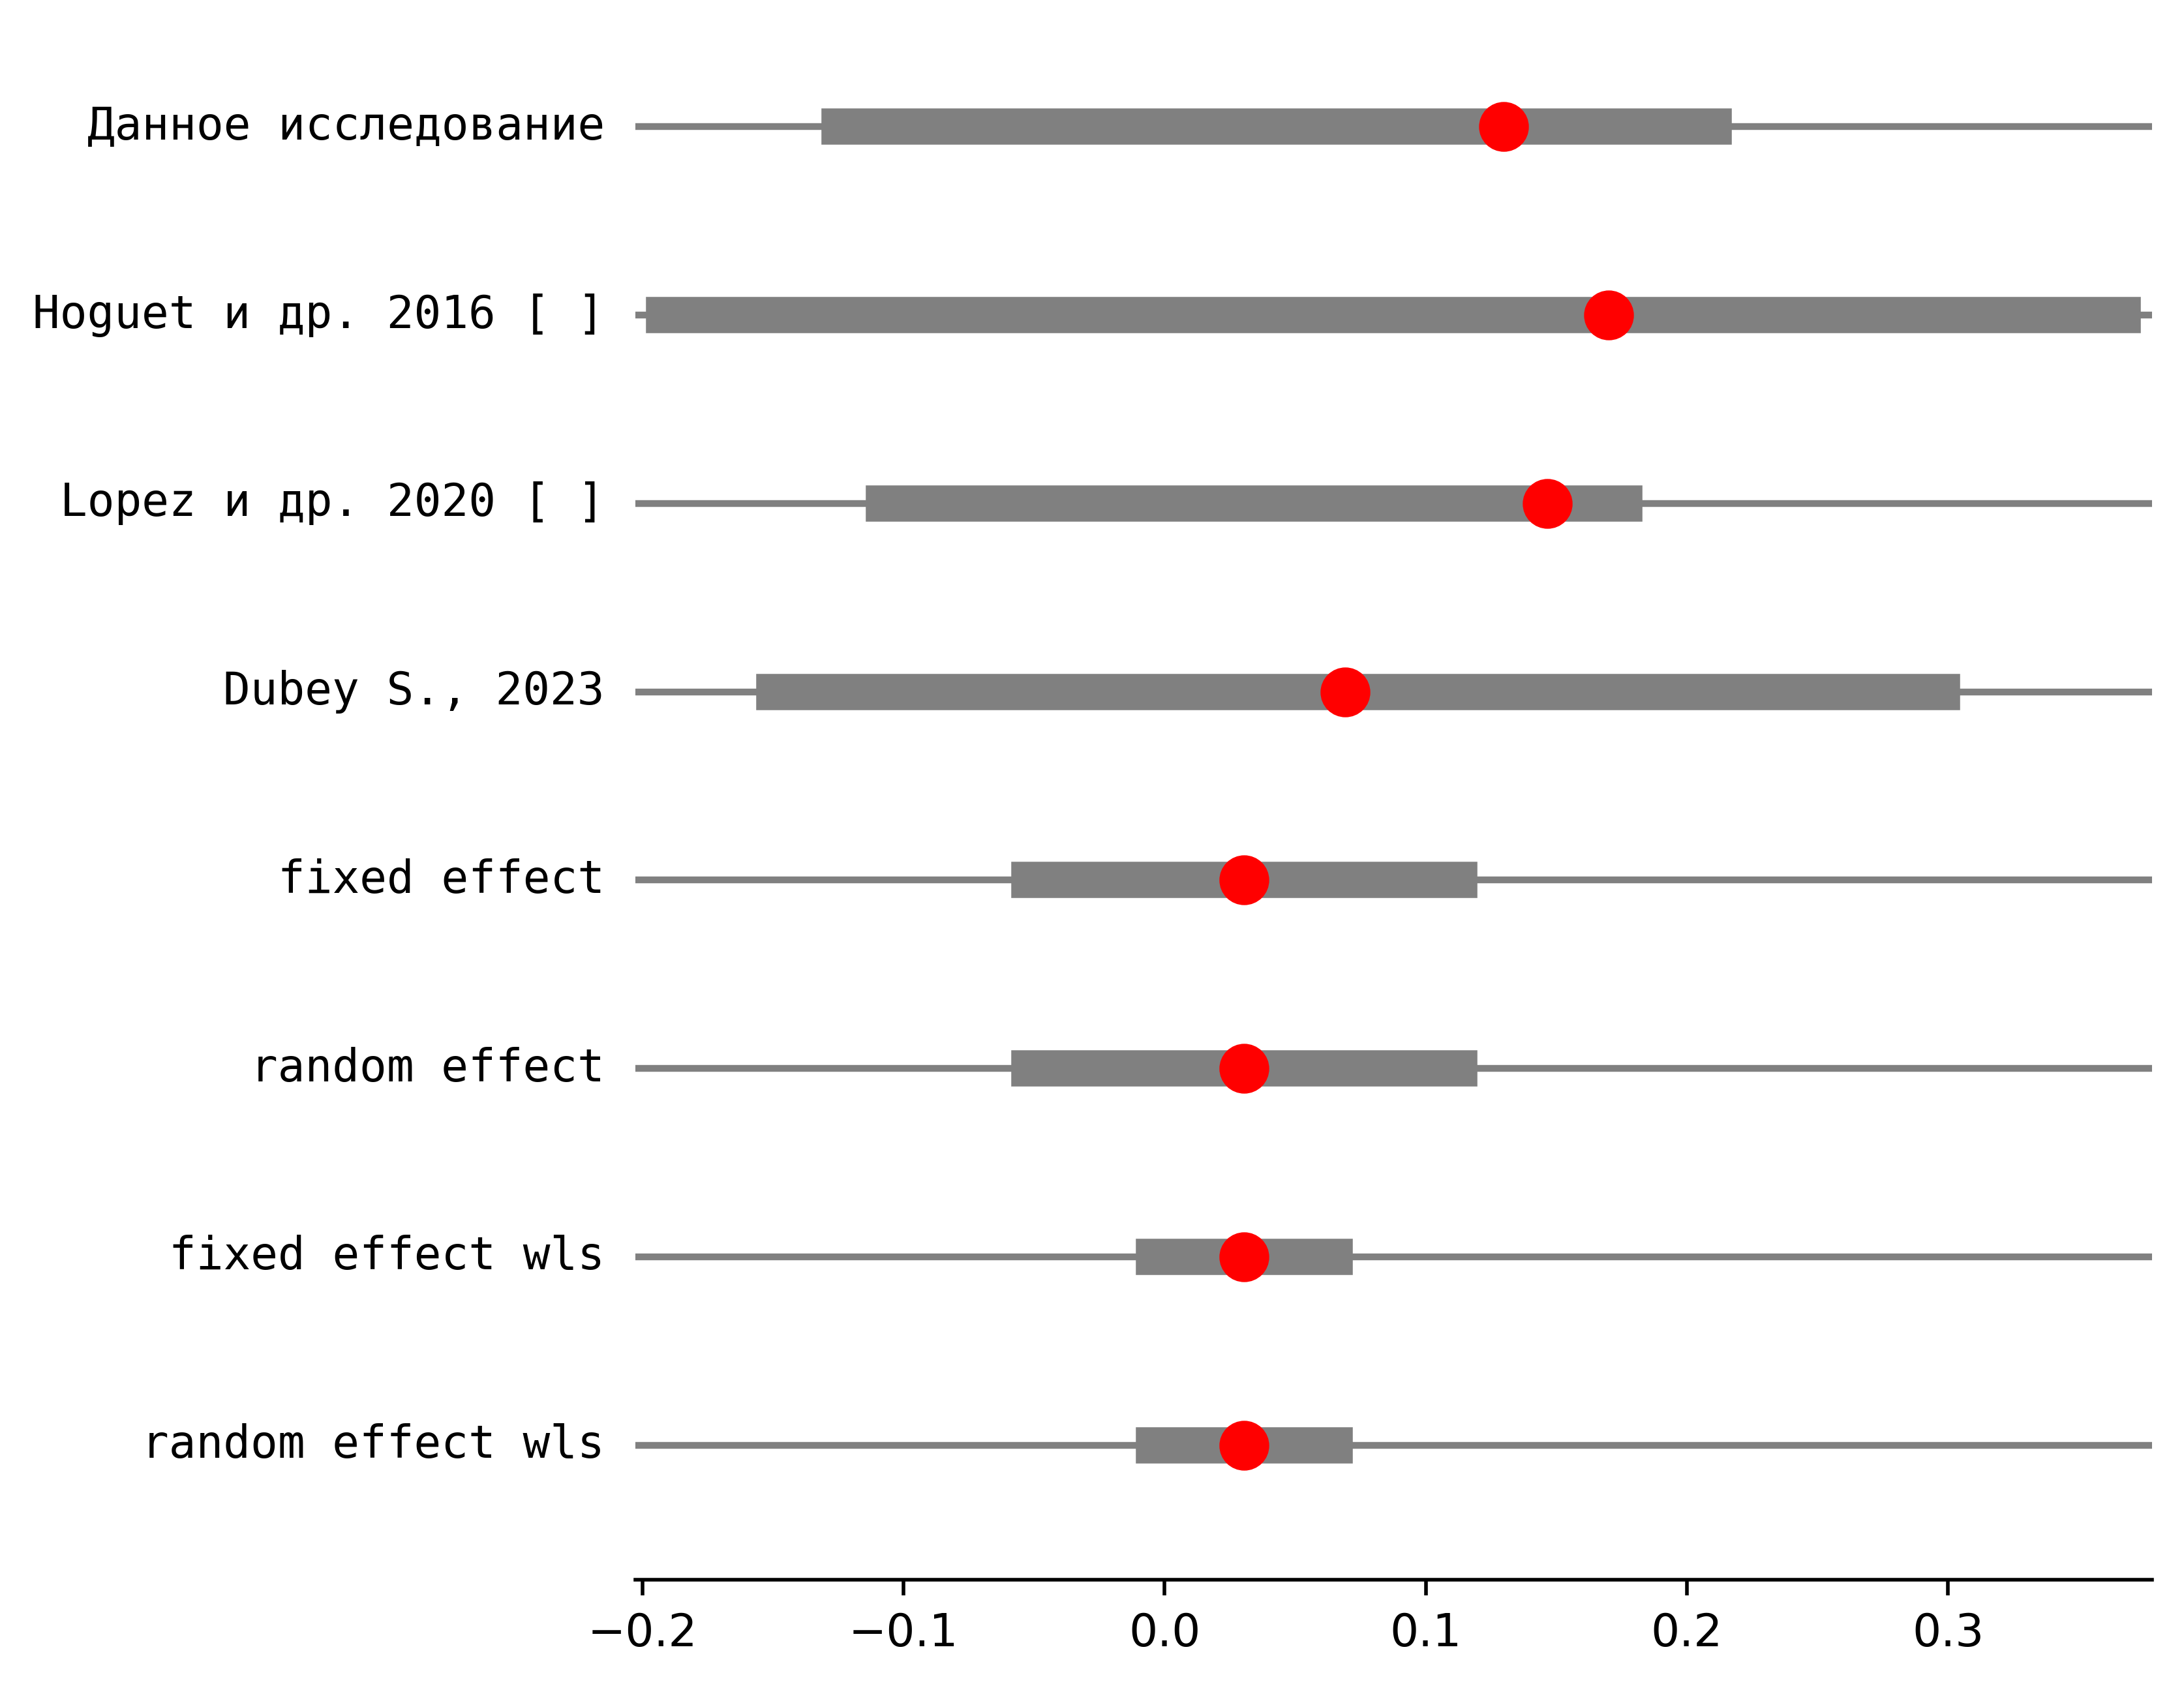 Данное исследование
Hoguet и др. 2016 [ ]
Lopez и др. 2020 [ ]
Dubey S., 2023
fixed effect
random effect
fixed effect wls
random effect wls
−0.2 −0.1 0.0 0.1 0.2 0.3